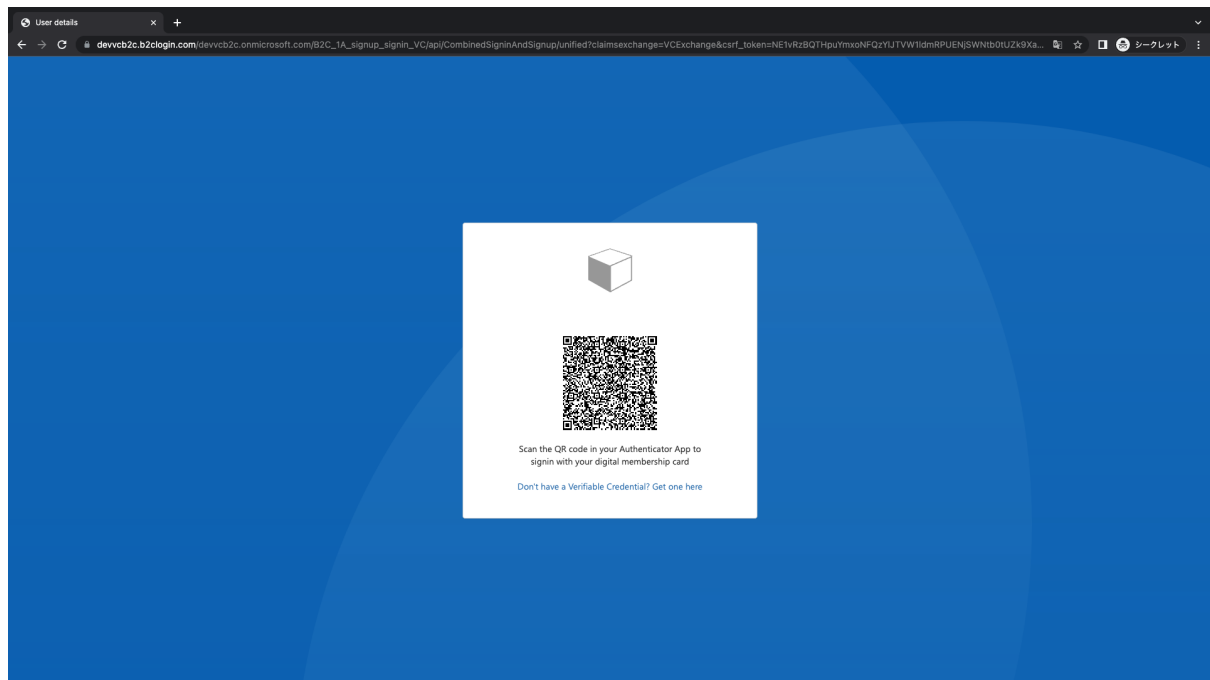 User details
devvcb2c.b2clogin.com/devvcb2c.onmicrosoft.com/B2C_1A_signup_signin_VC/api/CombinedSigninAndSignup/unified?claimsexchange=VCExchange&csrf_token=NE1vRzBQTHpuYmxoNFQzYlJTVW1ldmRPUENjSWNtb0tUZk9Xa...
シークレット
Scan the QR code in your Authenticator App to
signin with your digital membership card
Don't have a Verifiable Credential? Get one here